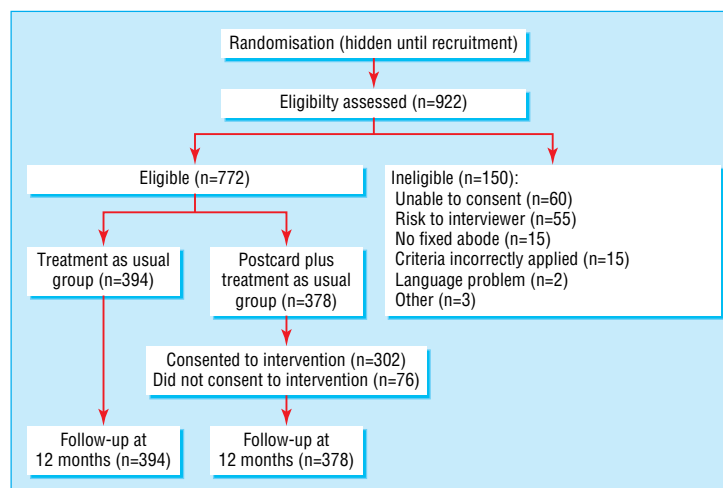 Randomisation (hidden until recruitment)
Eligibilty assessed (n=922)
Eligible (n=772)
Ineligible (n=150):
Unable to consent (n=60)
Risk to interviewer (n=55)
No fixed abode (n=15)
Criteria incorrectly applied (n=15)
Language problem (n=2)
Other (n=3)
Treatment as usual
group (n=394)
Postcard plus
treatment as usual
group (n=378)
Consented to intervention (n=302)
Did not consent to intervention (n=76)
Follow-up at
12 months (n=394)
Follow-up at
12 months (n=378)